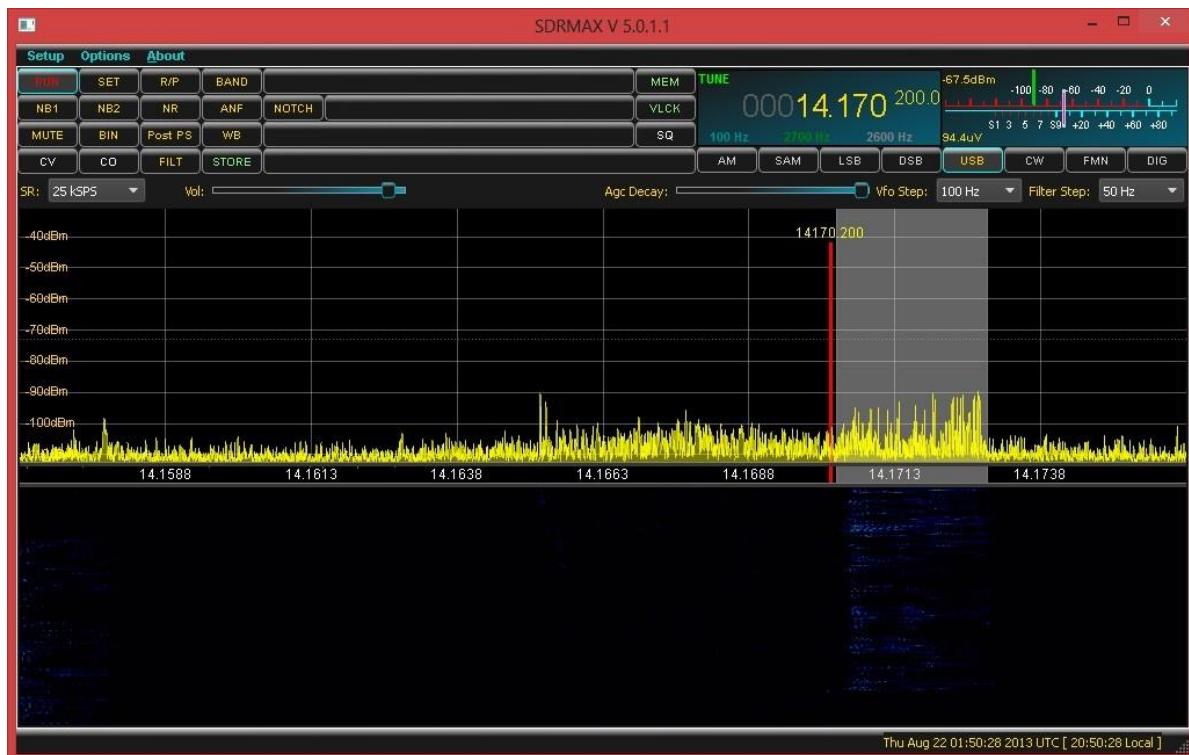 SDRMAX V 5.0.1.1
Setup Options About
RUN SET R/P BAND MEM
NB1 NB2 NR ANF NOTCH VLCK
MUTE BIN Post PS WB SQ
CV CO FILT STORE
TUNE
00014.170 200.0
100 Hz 2700 Hz 2600 Hz
-67.5dBm
-100 -80 -60 -40 -20 0
S1 3 5 7 S9 +20 +40 +60 +80
94.4uV
AM SAM LSB DSB USB CW FMN DIG
SR: 25 kSPS Vol: Agc Decay: Vfo Step: 100 Hz Filter Step: 50 Hz
14170.200
-40dBm
-50dBm
-60dBm
-70dBm
-80dBm
-90dBm
-100dBm
14.1588 14.1613 14.1638 14.1663 14.1688 14.1713 14.1738
Thu Aug 22 01:50:28 2013 UTC [ 20:50:28 Local ]